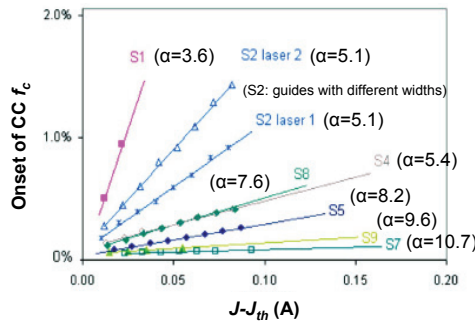 2.0%
S1 (α=3.6)
S2 laser 2 (α=5.1)
(S2: guides with different widths)
S2 laser 1 (α=5.1)
Onset of CC fc
1.0%
S4 (α=5.4)
(α=7.6) S8
(α=8.2)
S5
(α=9.6)
S9
S7 (α=10.7)
0%
0.00 0.05 0.10 0.15 0.20
J-Jth (A)